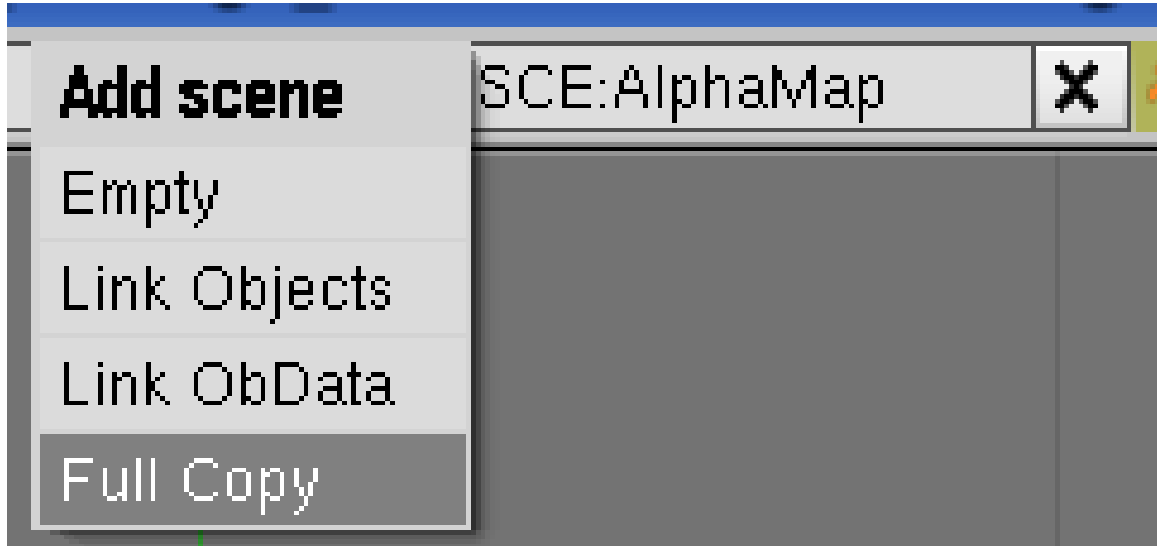 Add scene
SCE:AlphaMap
Empty
Link Objects
Link ObData
Full Copy